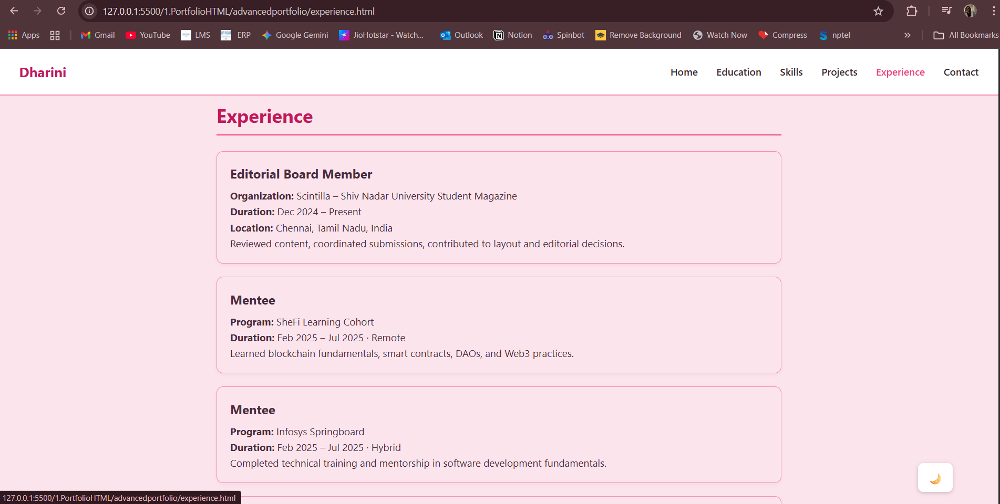 127.0.0.1:5500/1.PortfolioHTML/advancedportfolio/experience.html
Apps Gmail YouTube LMS ERP Google Gemini JioHotstar - Watch... Outlook Notion Spinbot Remove Background Watch Now Compress nptel » All Bookmarks
Dharini Home Education Skills Projects Experience Contact
Experience
Editorial Board Member
Organization: Scintilla – Shiv Nadar University Student Magazine
Duration: Dec 2024 – Present
Location: Chennai, Tamil Nadu, India
Reviewed content, coordinated submissions, contributed to layout and editorial decisions.
Mentee
Program: SheFi Learning Cohort
Duration: Feb 2025 – Jul 2025 · Remote
Learned blockchain fundamentals, smart contracts, DAOs, and Web3 practices.
Mentee
Program: Infosys Springboard
Duration: Feb 2025 – Jul 2025 · Hybrid
Completed technical training and mentorship in software development fundamentals.
127.0.0.1:5500/1.PortfolioHTML/advancedportfolio/experience.html